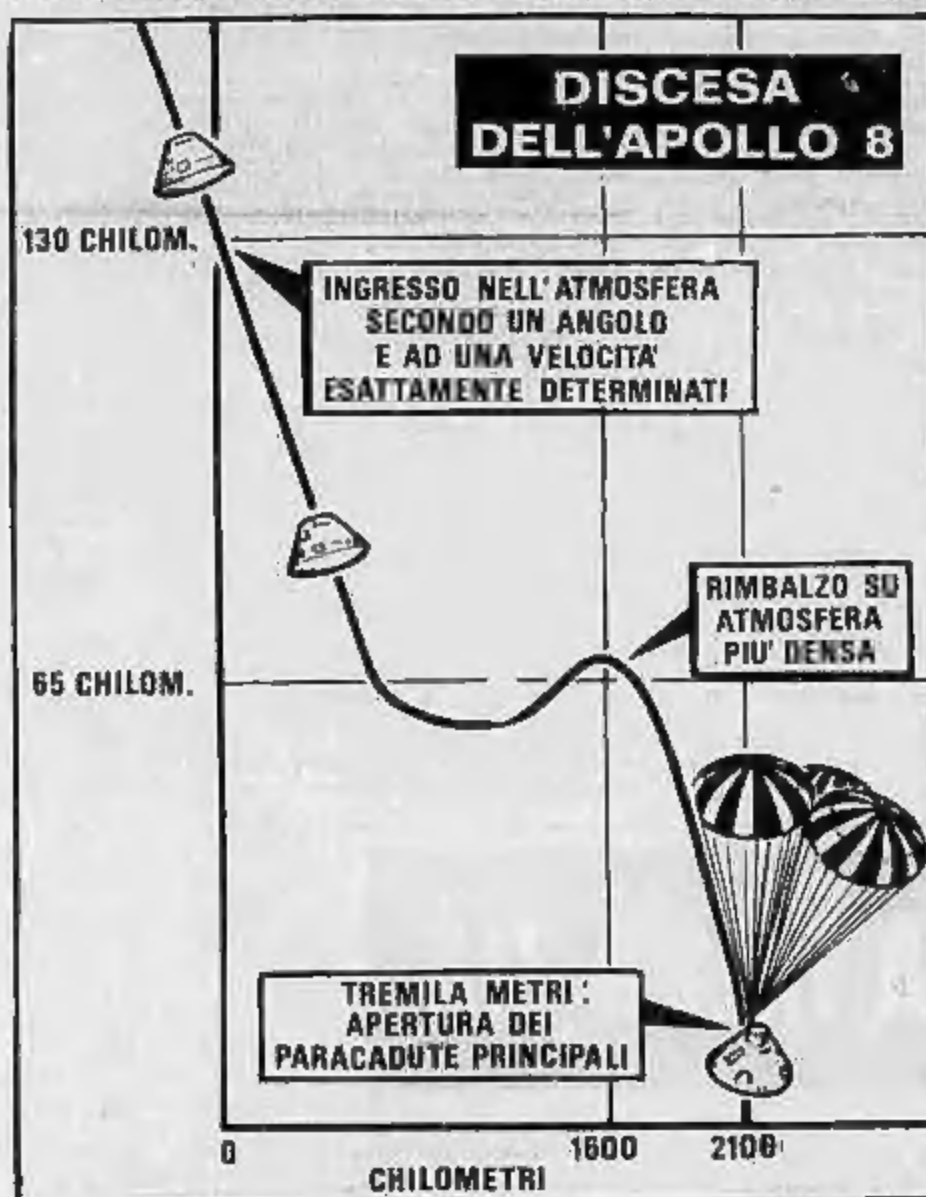 DISCESA
DELL'APOLLO 8
130 CHILOM.
INGRESSO NELL'ATMOSFERA
SECONDO UN ANGOLO
E AD UNA VELOCITA'
ESATTAMENTE DETERMINATI
RIMBALZO SU
ATMOSFERA
PIU' DENSA
65 CHILOM.
TREMILA METRI:
APERTURA DEI
PARACADUTE PRINCIPALI
0 1600 2100
CHILOMETRI